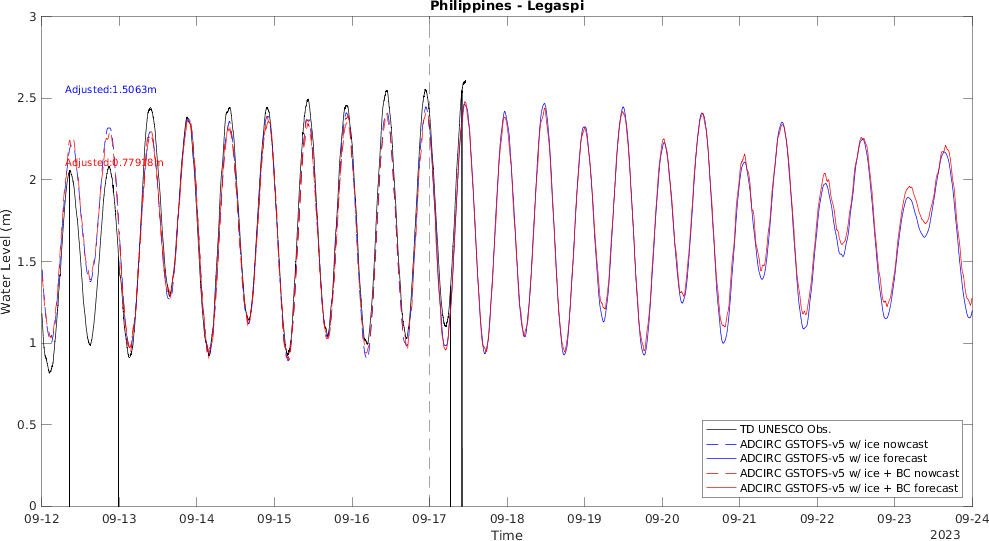 Philippines - Legaspi
3
2.5
2
1.5
1
0.5
0
Water Level (m)
Adjusted:1.5063m
Adjusted:0.77918m
TD UNESCO Obs.
ADCIRC GSTOFS-v5 w/ ice nowcast
ADCIRC GSTOFS-v5 w/ ice forecast
ADCIRC GSTOFS-v5 w/ ice + BC nowcast
ADCIRC GSTOFS-v5 w/ ice + BC forecast
09-12 09-13 09-14 09-15 09-16 09-17 09-18 09-19 09-20 09-21 09-22 09-23 09-24
Time
2023